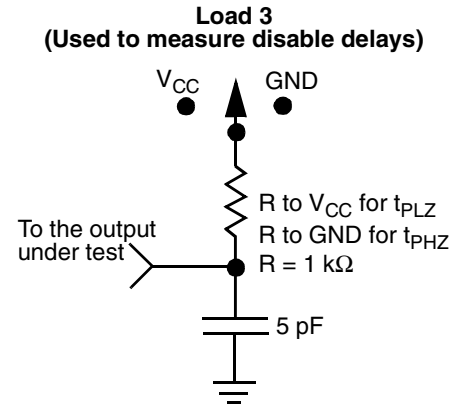 Load 3
(Used to measure disable delays)
VCC
GND
R to VCC for tPLZ
R to GND for tPHZ
R = 1 kΩ
To the output
under test
5 pF